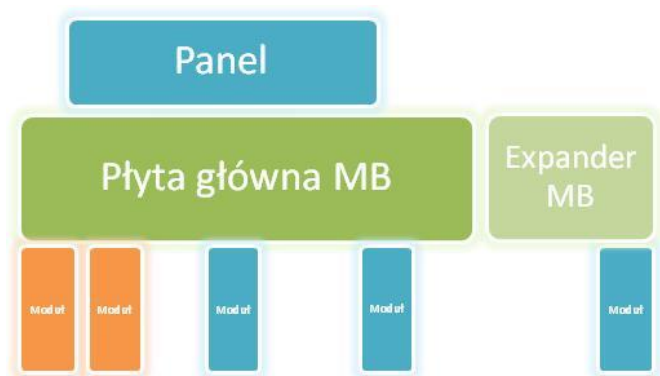 Panel
Płyta główna MB
Expander
MB
Moduł
Moduł
Moduł
Moduł
Moduł